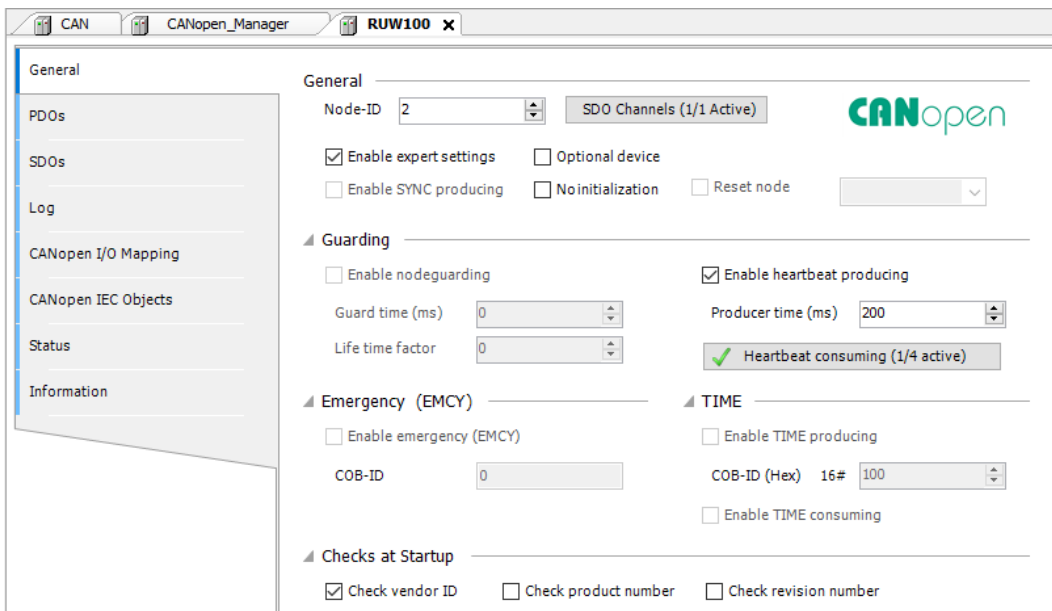 CAN
CANopen_Manager
RUW100
General
PDOs
SDOs
Log
CANopen I/O Mapping
CANopen IEC Objects
Status
Information
General
Node-ID 2 SDO Channels (1/1 Active)
CANopen
Enable expert settings Optional device
Enable SYNC producing No initialization Reset node
Guarding
Enable nodeguarding Enable heartbeat producing
Guard time (ms) 0 Producer time (ms) 200
Life time factor 0 Heartbeat consuming (1/4 active)
Emergency (EMCY) TIME
Enable emergency (EMCY) Enable TIME producing
COB-ID 0 COB-ID (Hex) 16# 100
Enable TIME consuming
Checks at Startup
Check vendor ID Check product number Check revision number